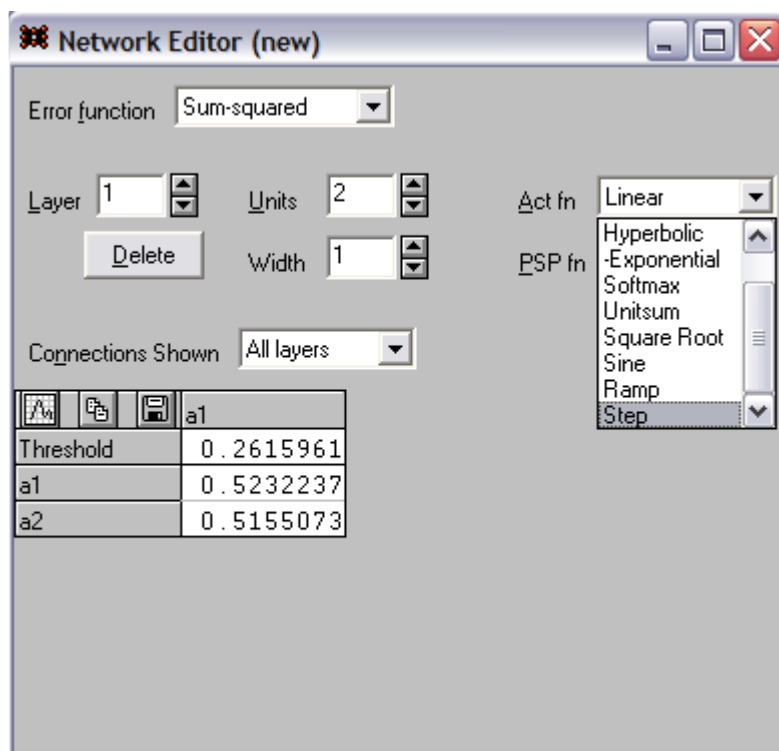 Network Editor (new)
Error function Sum-squared
Layer 1 Units 2 Act fn Linear
Delete Width 1 PSP fn
Hyperbolic
-Exponential
Softmax
Unitsum
Square Root
Sine
Ramp
Step
Connections Shown All layers
a1
Threshold 0.2615961
a1 0.5232237
a2 0.5155073